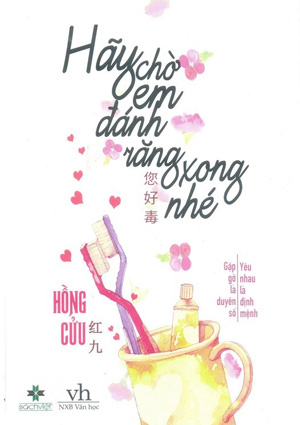 Hãy chờ
em
đánh
răng xong
nhé
您好毒
Gặp
gỡ
là
duyên
số
Yêu
nhau
là
định
mệnh
HỒNG
CỬU
红九
sáchviệt
vh
NXB Văn học